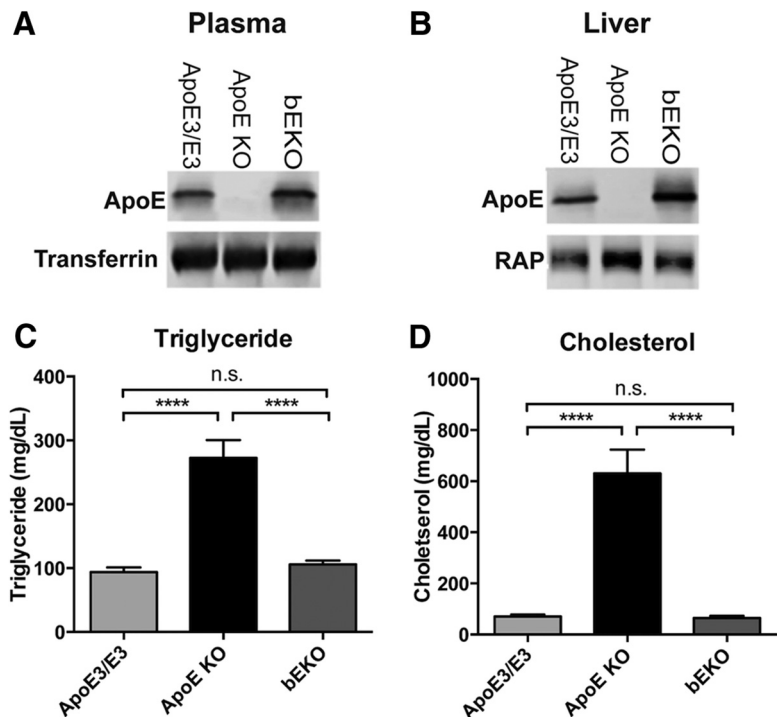 A
Plasma
ApoE3/E3
ApoE KO
bEKO
ApoE
Transferrin
B
Liver
ApoE3/E3
ApoE KO
bEKO
ApoE
RAP
C
Triglyceride
n.s.
**** ****
Triglyceride (mg/dL)
400
300
200
100
0
ApoE3/E3
ApoE KO
bEKO
D
Cholesterol
n.s.
**** ****
Choletserol (mg/dL)
1000
800
600
400
200
0
ApoE3/E3
ApoE KO
bEKO